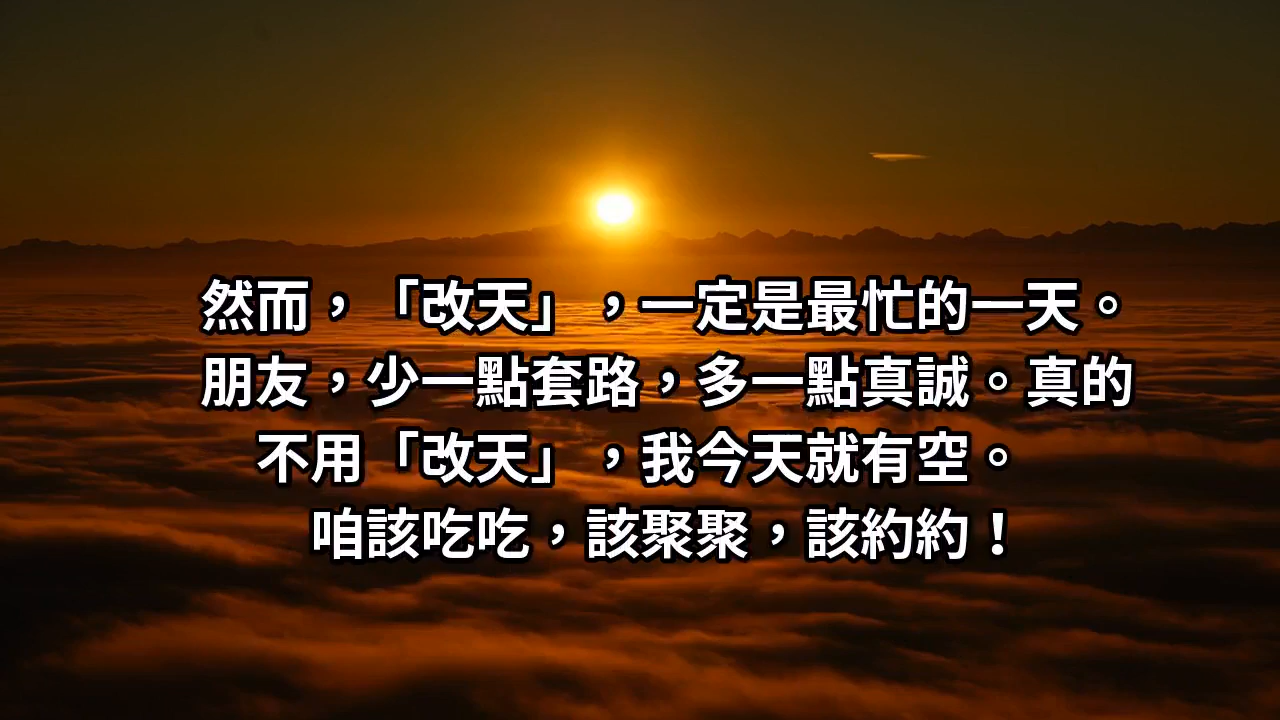 然而，「改天」，一定是最忙的一天。
朋友，少一點套路，多一點真誠。真的
不用「改天」，我今天就有空。
咱該吃吃，該聚聚，該約約！